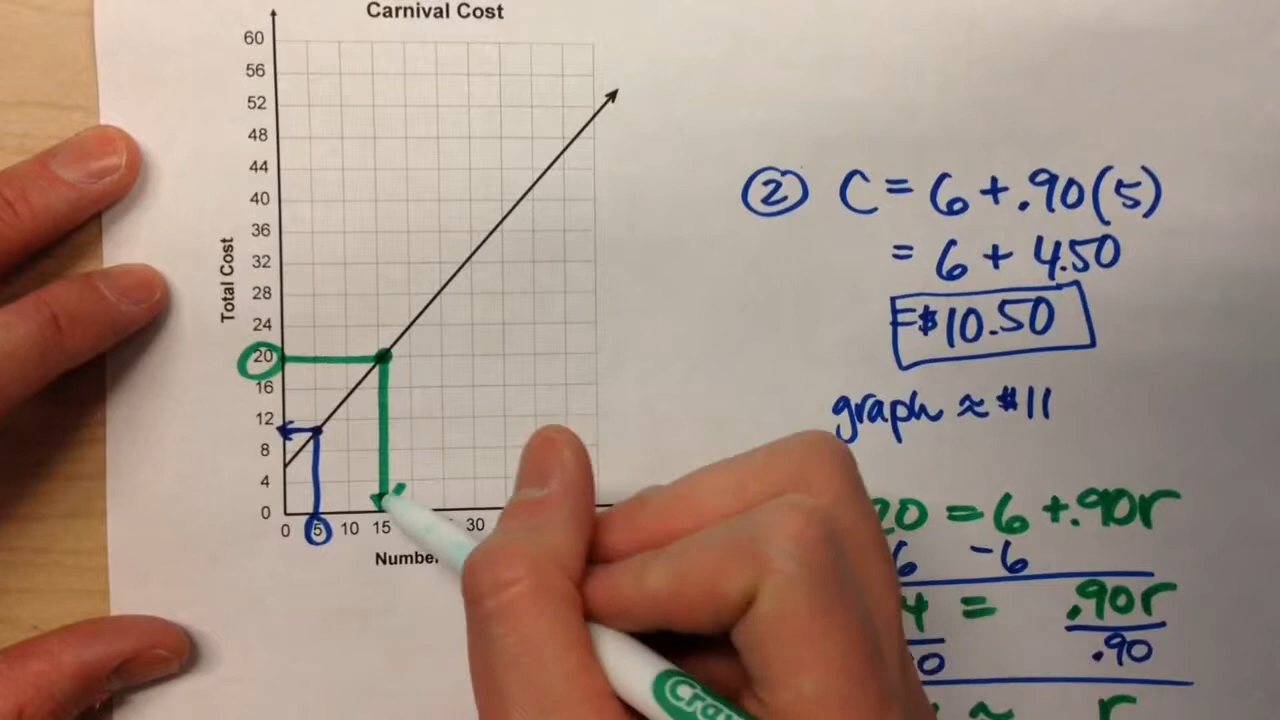 Carnival Cost
60
56
52
48
44
40
36
32
28
24
20
16
12
8
4
0
Total Cost
0 5 10 15 30
② C = 6 + .90(5)
= 6 + 4.50
= $10.50
graph ≈ $11
20 = 6 + .90r
6 -6
4 = .90r
.90
≈ r